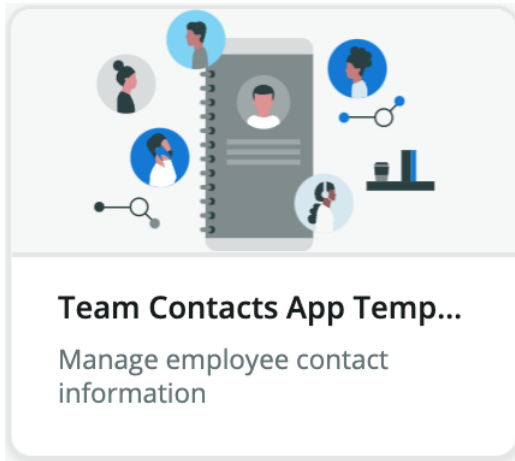 Team Contacts App Temp...
Manage employee contact
information